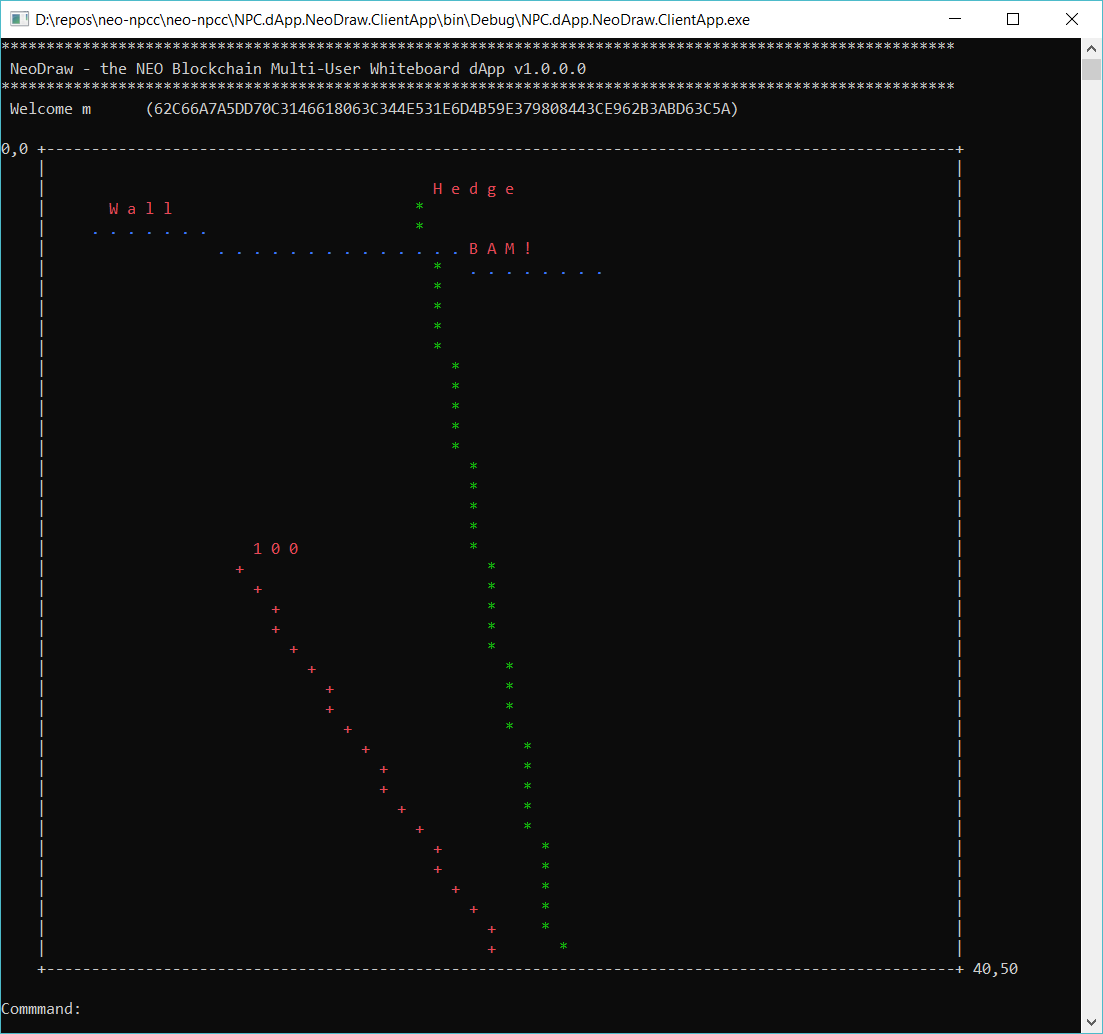 D:\repos\neo-npcc\neo-npcc\NPC.dApp.NeoDraw.ClientApp\bin\Debug\NPC.dApp.NeoDraw.ClientApp.exe
NeoDraw - the NEO Blockchain Multi-User Whiteboard dApp v1.0.0.0
Welcome m (62C66A7A5DD70C3146618063C344E531E6D4B59E379808443CE962B3ABD63C5A)
0,0
H e d g e
W a l l
B A M !
1 0 0
40,50
Commmand: